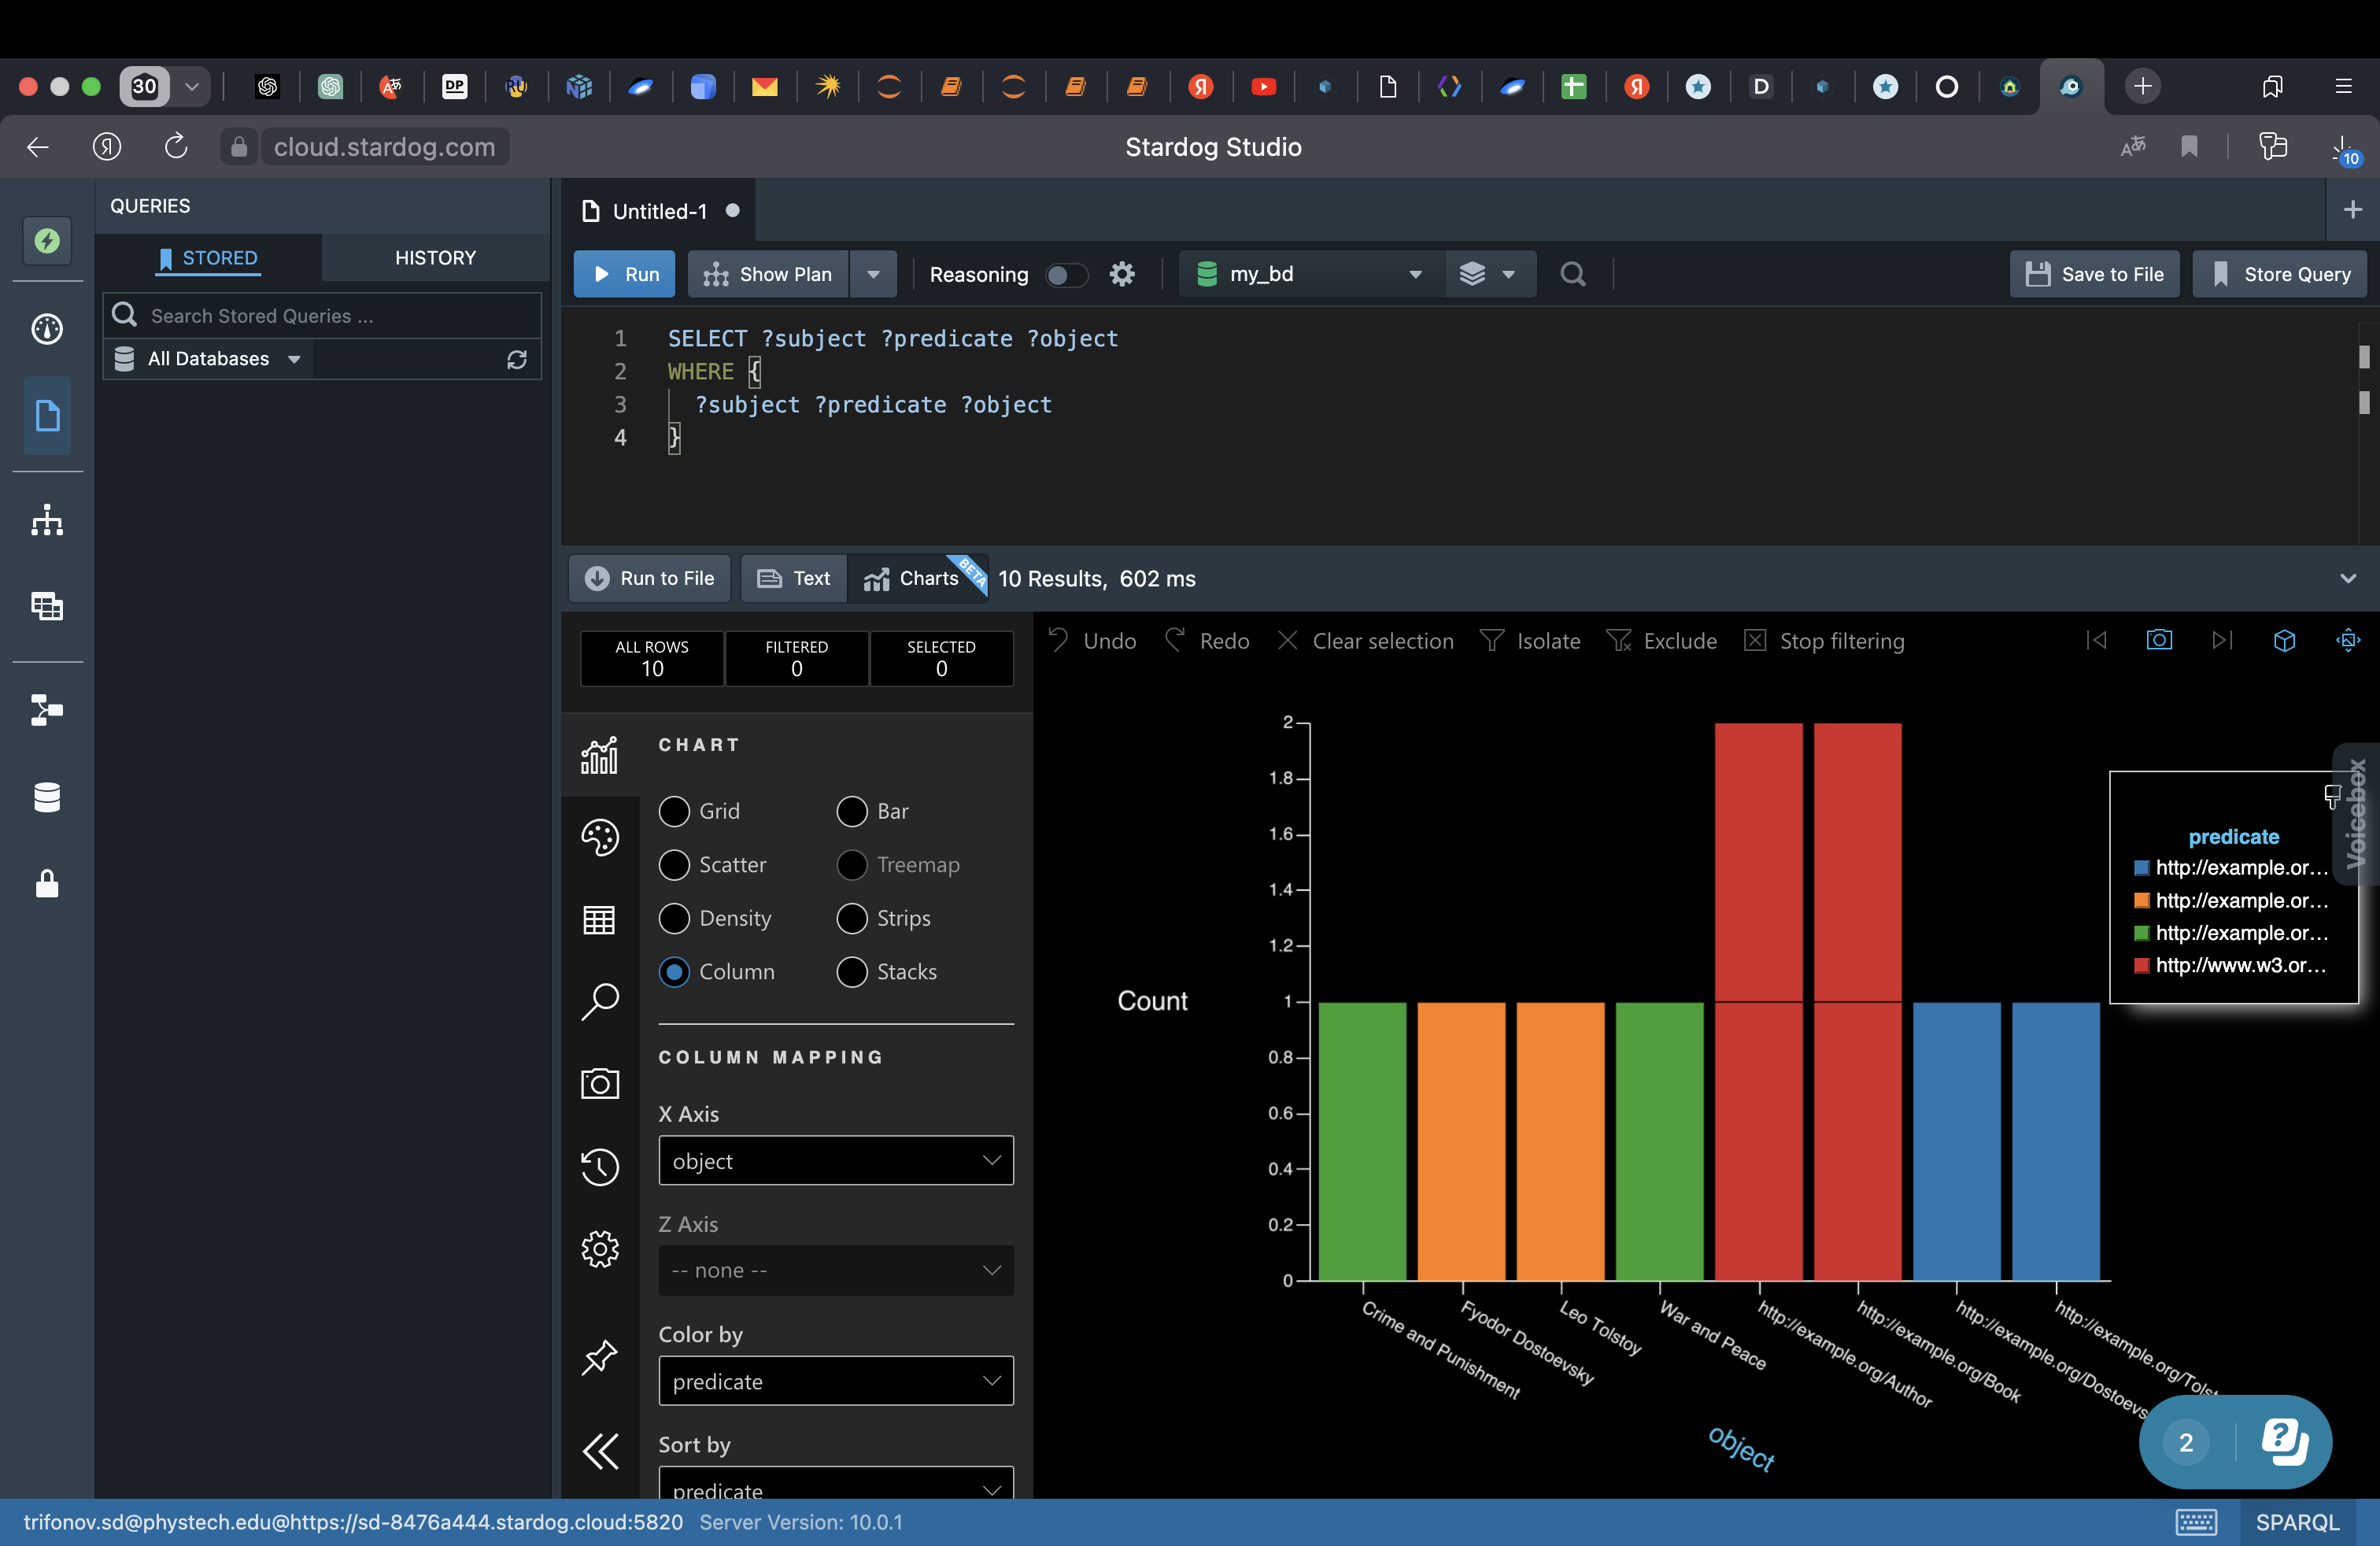 30
DP
RU
D
cloud.stardog.com
Stardog Studio
10
QUERIES
STORED
HISTORY
Search Stored Queries ...
All Databases
Untitled-1
Run
Show Plan
Reasoning
my_bd
Save to File
Store Query
1 SELECT ?subject ?predicate ?object
2 WHERE {
3 ?subject ?predicate ?object
4 }
Run to File
Text
Charts
BETA
10 Results, 602 ms
ALL ROWS
10
FILTERED
0
SELECTED
0
Undo
Redo
Clear selection
Isolate
Exclude
Stop filtering
CHART
Grid
Bar
Scatter
Treemap
Density
Strips
Column
Stacks
COLUMN MAPPING
X Axis
object
Z Axis
-- none --
Color by
predicate
Sort by
predicate
2
1.8
1.6
1.4
1.2
1
0.8
0.6
0.4
0.2
0
Count
Crime and Punishment
Fyodor Dostoevsky
Leo Tolstoy
War and Peace
http://example.org/Author
http://example.org/Book
http://example.org/Dostoevs
http://example.org/Tolst
object
predicate
http://example.or...
http://example.or...
http://example.or...
http://www.w3.or...
Voicebox
2
trifonov.sd@phystech.edu@https://sd-8476a444.stardog.cloud:5820
Server Version: 10.0.1
SPARQL